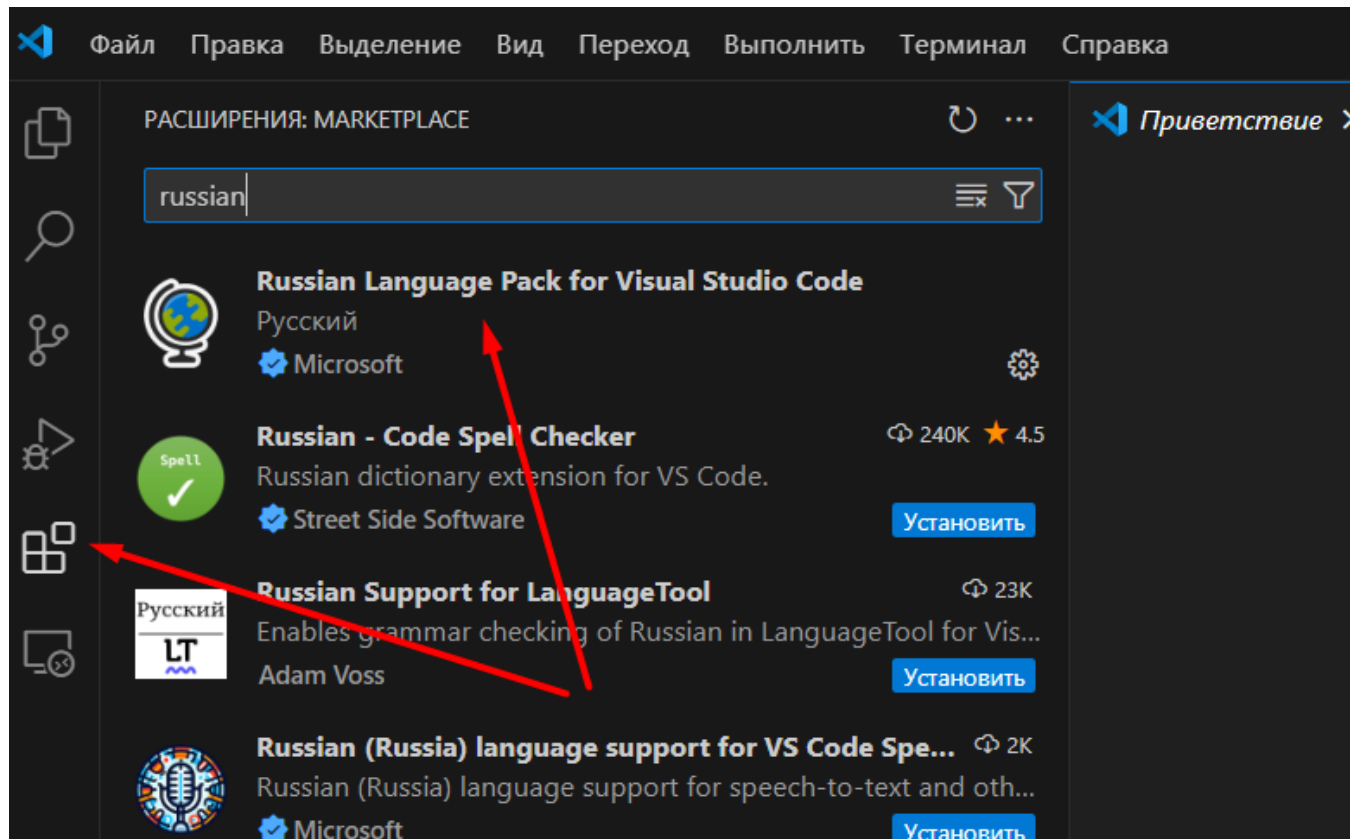 Файл Правка Выделение Вид Переход Выполнить Терминал Справка
РАСШИРЕНИЯ: MARKETPLACE
Приветствие
russian
Russian Language Pack for Visual Studio Code
Русский
Microsoft
Russian - Code Spell Checker 240K 4.5
Spell
Russian dictionary extension for VS Code.
Street Side Software Установить
Russian Support for LanguageTool 23K
Русский
LT
Enables grammar checking of Russian in LanguageTool for Vis...
Adam Voss Установить
Russian (Russia) language support for VS Code Spe... 2K
Russian (Russia) language support for speech-to-text and oth...
Microsoft Установить